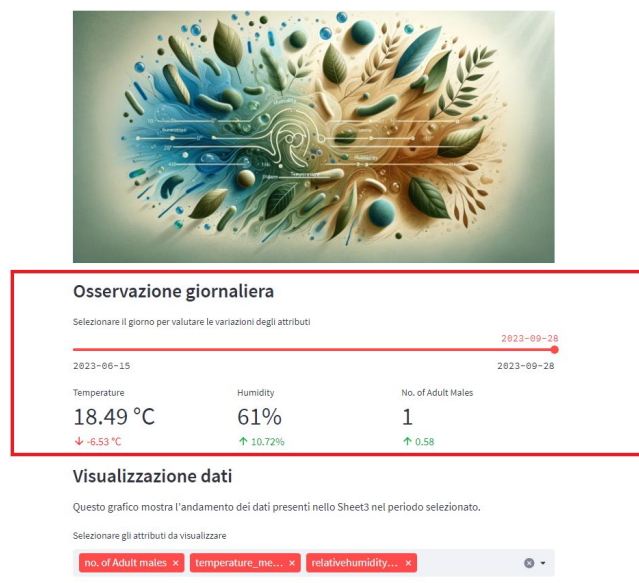 Humidity
Temperature
Osservazione giornaliera
Selezionare il giorno per valutare le variazioni degli attributi
2023-09-28
2023-06-15 2023-09-28
Temperature Humidity No. of Adult Males
18.49 °C 61% 1
↓ -6.53 °C ↑ 10.72% ↑ 0.58
Visualizzazione dati
Questo grafico mostra l'andamento dei dati presenti nello Sheet3 nel periodo selezionato.
Selezionare gli attributi da visualizzare
no. of Adult males × temperature_me... × relativehumidity... ×